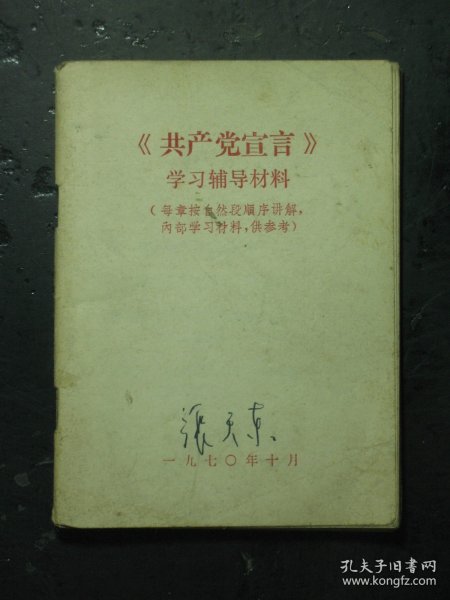 《共产党宣言》
学习辅导材料
（每章按自然段顺序讲解，
内部学习材料，供参考）
張天东.
一九七〇年十月
孔夫子旧书网
www.kongfz.com